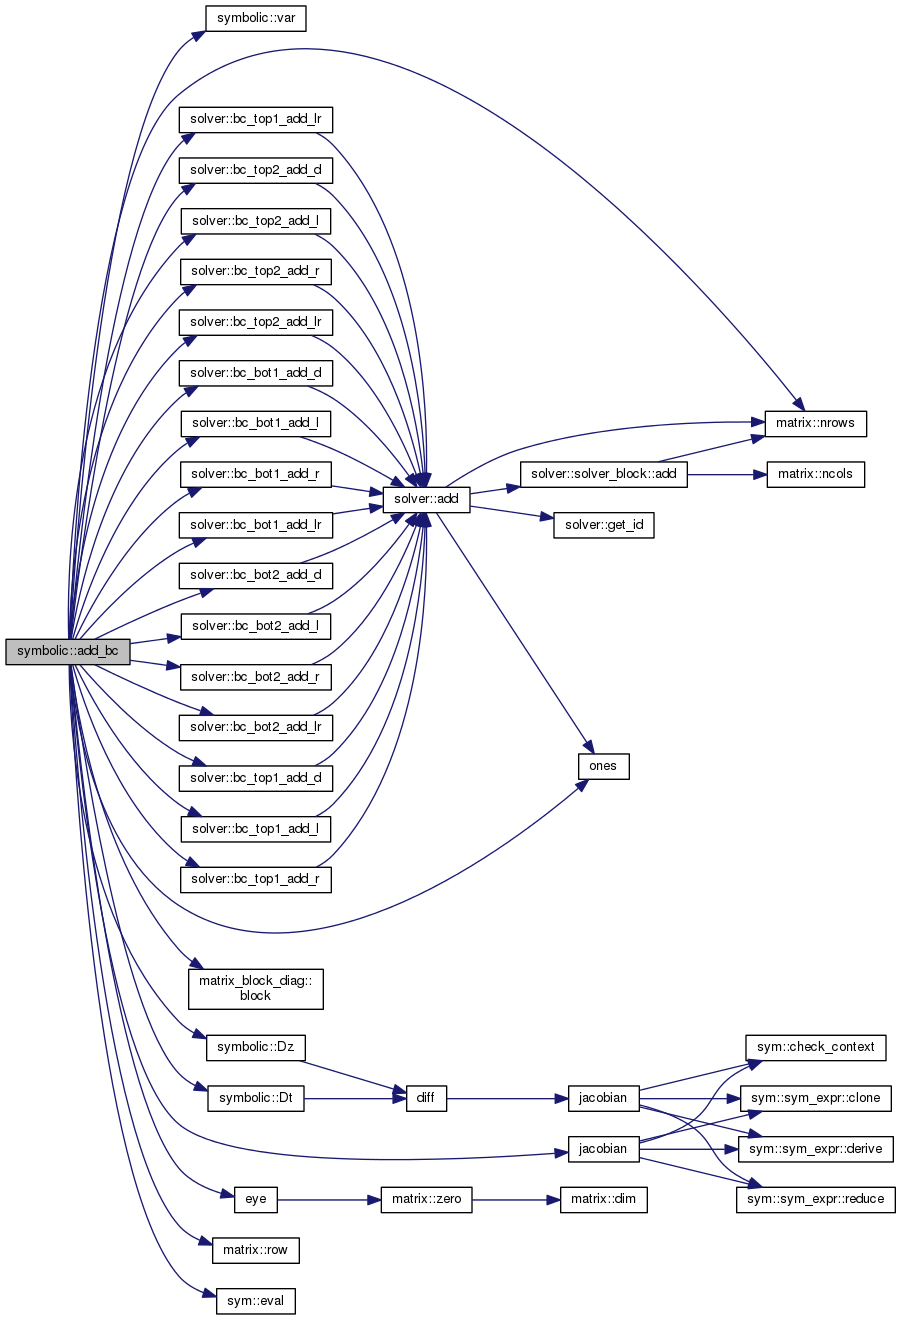 symbolic::var
solver::bc_top1_add_lr
solver::bc_top2_add_d
solver::bc_top2_add_l
solver::bc_top2_add_r
solver::bc_top2_add_lr
solver::bc_bot1_add_d
solver::bc_bot1_add_l
solver::bc_bot1_add_r
solver::bc_bot1_add_lr
solver::bc_bot2_add_d
solver::bc_bot2_add_l
solver::bc_bot2_add_r
solver::bc_bot2_add_lr
solver::bc_top1_add_d
solver::bc_top1_add_l
solver::bc_top1_add_r
symbolic::add_bc
solver::add
matrix::nrows
solver::solver_block::add
matrix::ncols
solver::get_id
ones
matrix_block_diag::
block
symbolic::Dz
symbolic::Dt
diff
jacobian
jacobian
sym::check_context
sym::sym_expr::clone
sym::sym_expr::derive
sym::sym_expr::reduce
eye
matrix::zero
matrix::dim
matrix::row
sym::eval